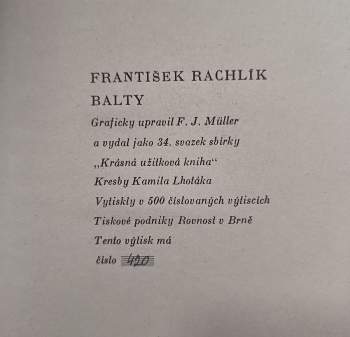 FRANTIŠEK RACHLÍK
BALTY
Graficky upravil F. J. Müller
a vydal jako 34. svazek sbírky
„Krásná užitková kniha“
Kresby Kamila Lhotáka
Vytiskly v 500 číslovaných výtiscích
Tiskové podniky Rovnost v Brně
Tento výtisk má
číslo 420